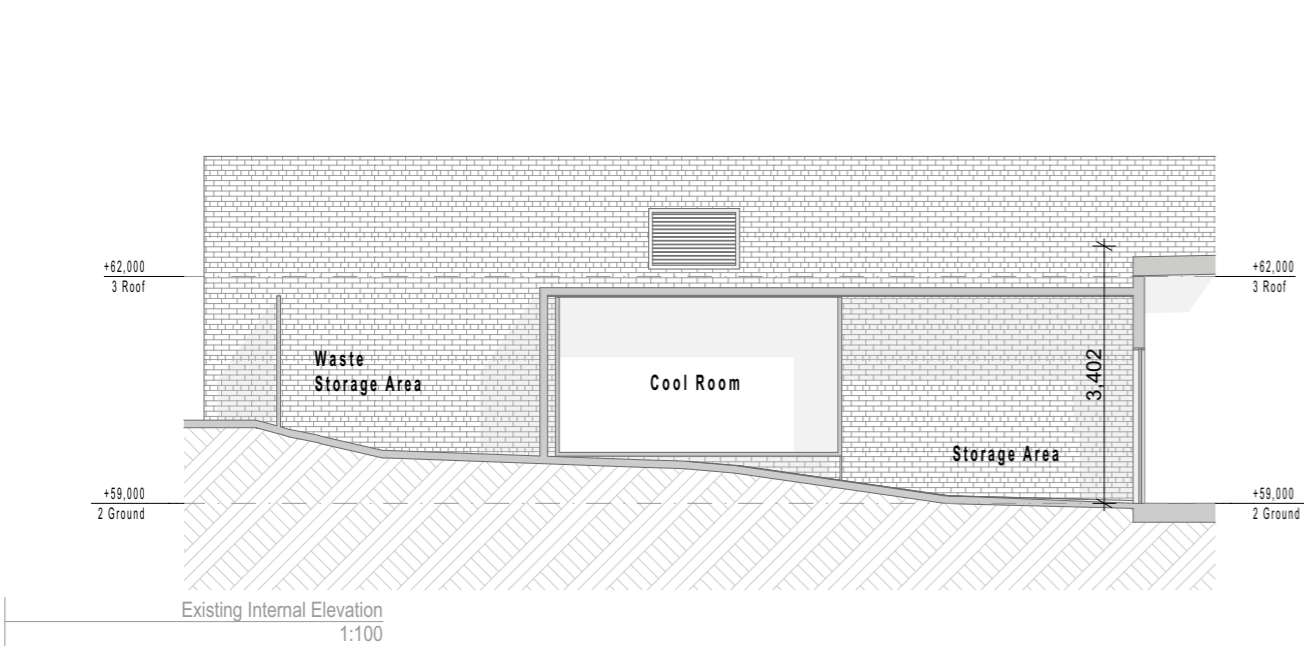 +62,000
3 Roof
+62,000
3 Roof
Waste
Storage Area
Cool Room
3,402
Storage Area
+59,000
2 Ground
+59,000
2 Ground
Existing Internal Elevation
1:100